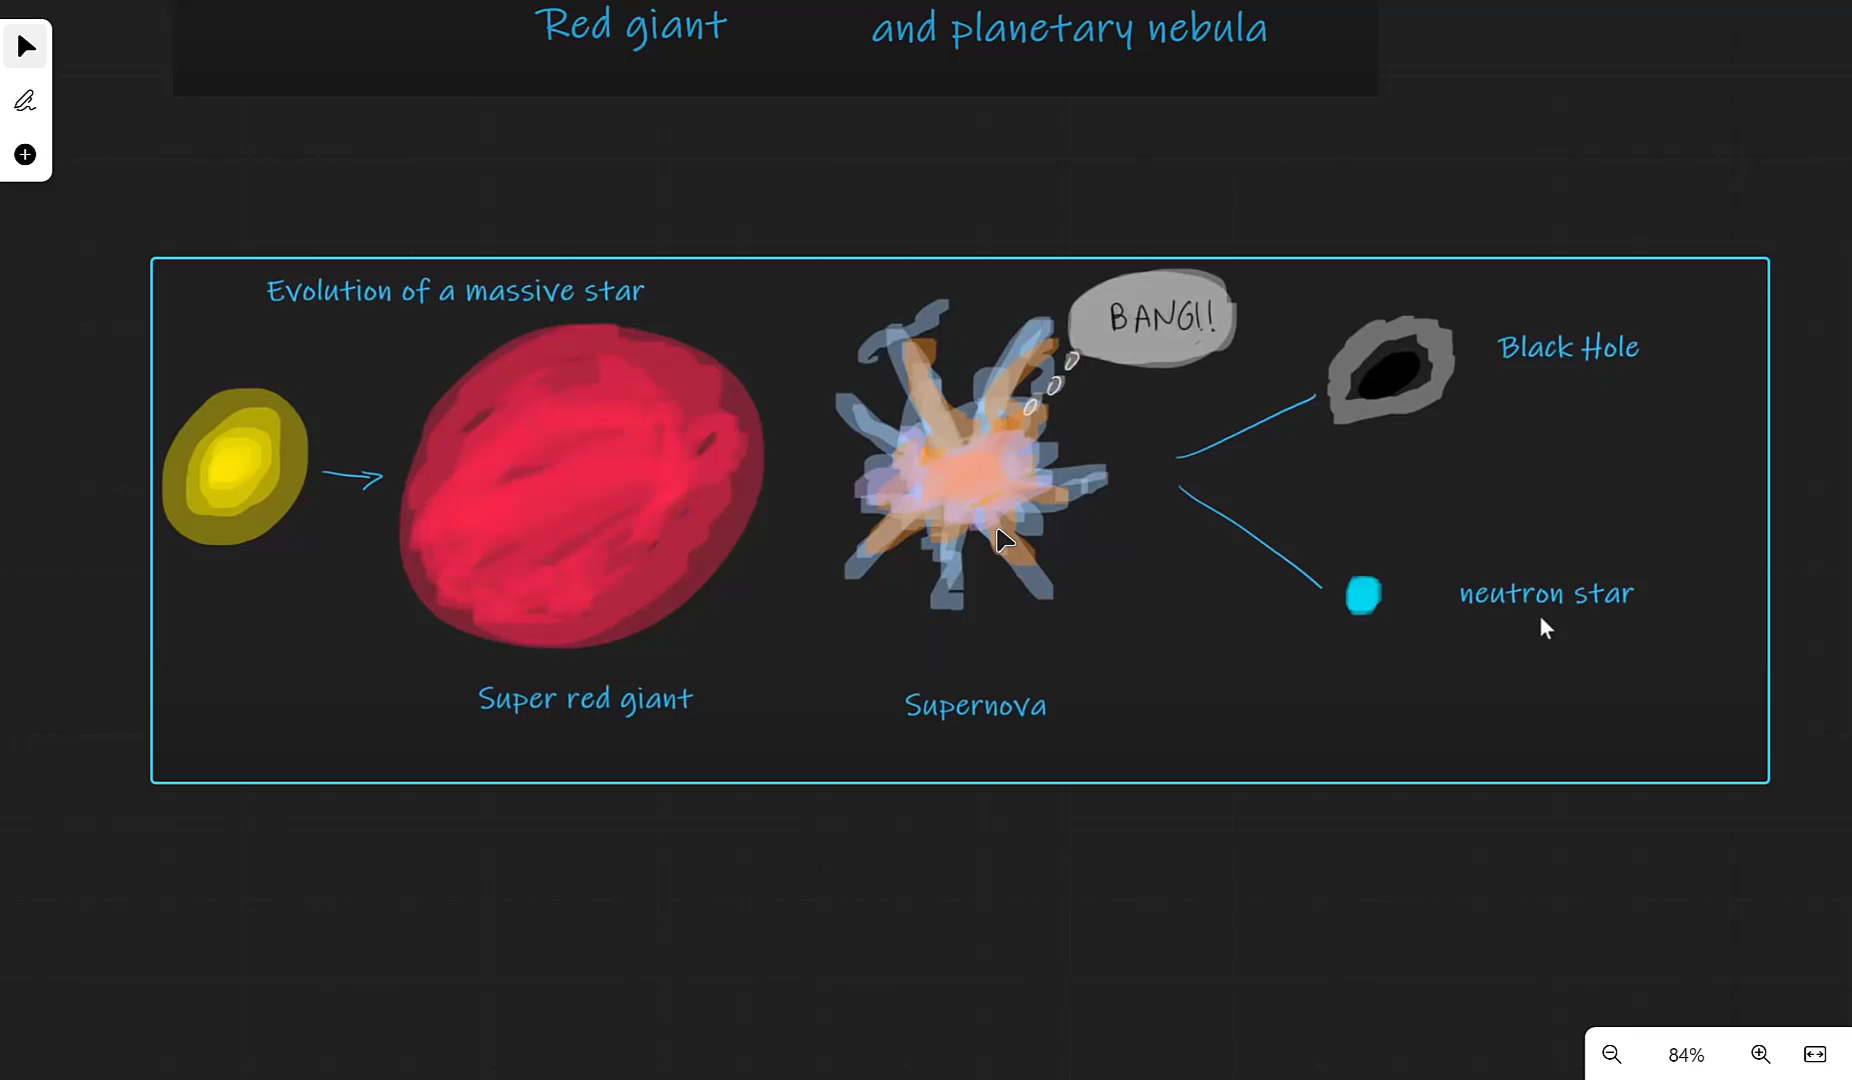 Red giant
and planetary nebula
Evolution of a massive star
BANG!!
Black Hole
neutron star
Super red giant
Supernova
84%